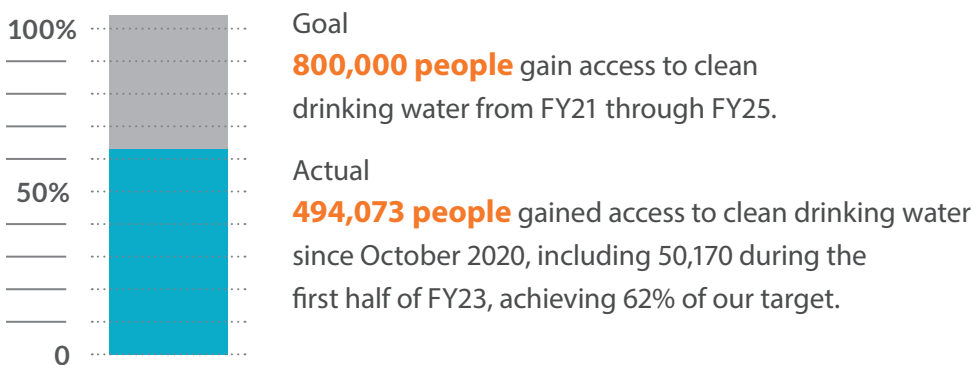 100%
50%
0
Goal
800,000 people gain access to clean
drinking water from FY21 through FY25.
Actual
494,073 people gained access to clean drinking water
since October 2020, including 50,170 during the
first half of FY23, achieving 62% of our target.